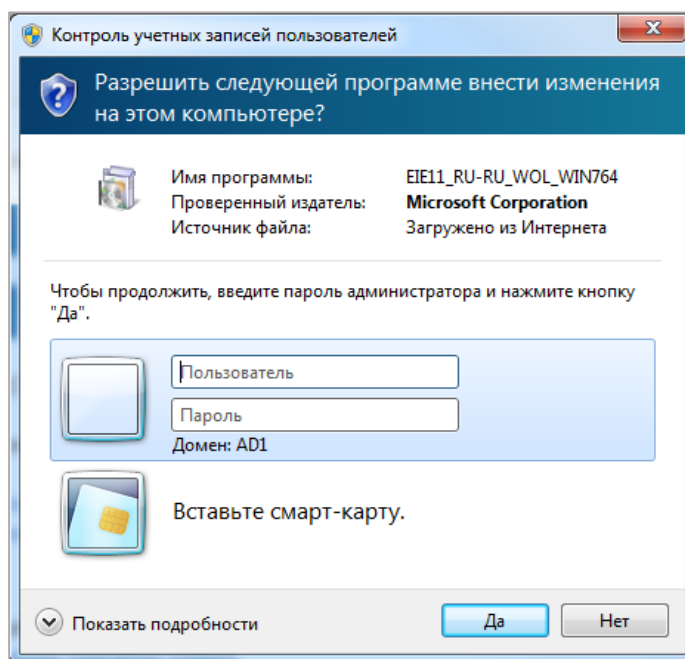 Контроль учетных записей пользователей
Разрешить следующей программе внести изменения
на этом компьютере?
Имя программы: EIE11_RU-RU_WOL_WIN764
Проверенный издатель: Microsoft Corporation
Источник файла: Загружено из Интернета
Чтобы продолжить, введите пароль администратора и нажмите кнопку
"Да".
Пользователь
Пароль
Домен: AD1
Вставьте смарт-карту.
Показать подробности
Да
Нет